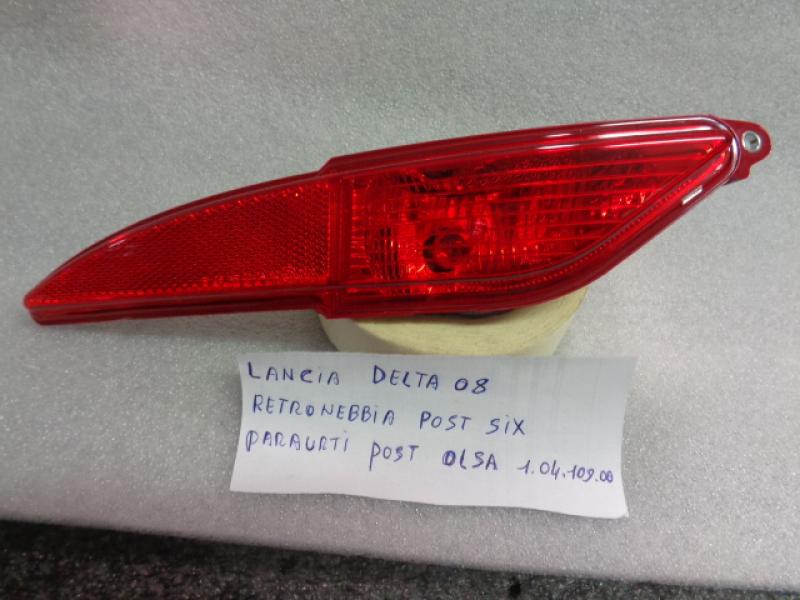 LANCIA DELTA 08
RETRONEBBIA POST SIX
PARAURTI POST OLSA 1.04.109.00